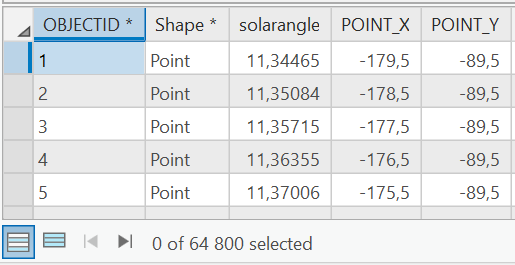 OBJECTID * Shape * solarangle POINT_X POINT_Y
1 Point 11,34465 -179,5 -89,5
2 Point 11,35084 -178,5 -89,5
3 Point 11,35715 -177,5 -89,5
4 Point 11,36355 -176,5 -89,5
5 Point 11,37006 -175,5 -89,5
0 of 64 800 selected